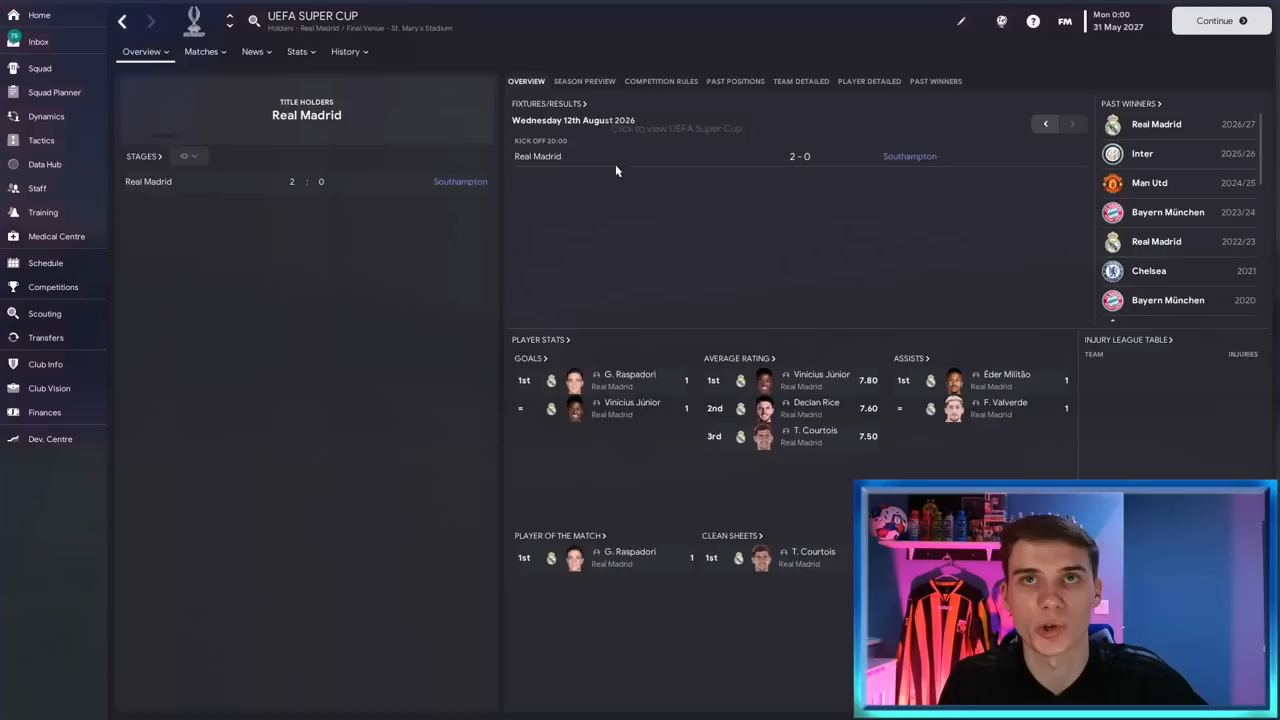 Home
75
Inbox
Squad
Squad Planner
Dynamics
Tactics
Data Hub
Staff
Training
Medical Centre
Schedule
Competitions
Scouting
Transfers
Club Info
Club Vision
Finances
Dev. Centre
UEFA SUPER CUP
Holders - Real Madrid / Final Venue - St. Mary's Stadium
FM
Mon 0:00
31 May 2027
Continue
Overview
Matches
News
Stats
History
TITLE HOLDERS
Real Madrid
STAGES
Real Madrid 2 : 0 Southampton
OVERVIEW SEASON PREVIEW COMPETITION RULES PAST POSITIONS TEAM DETAILED PLAYER DETAILED PAST WINNERS
FIXTURES/RESULTS
Wednesday 12th August 2026
Click to view UEFA Super Cup
KICK OFF 20:00
Real Madrid 2 - 0 Southampton
PAST WINNERS
Real Madrid 2026/27
Inter 2025/26
Man Utd 2024/25
Bayern München 2023/24
Real Madrid 2022/23
Chelsea 2021
Bayern München 2020
PLAYER STATS
GOALS
1st G. Raspadori 1
Real Madrid
= Vinícius Júnior 1
Real Madrid
AVERAGE RATING
1st Vinícius Júnior 7.80
Real Madrid
2nd Declan Rice 7.60
Real Madrid
3rd T. Courtois 7.50
Real Madrid
ASSISTS
1st Éder Militão 1
Real Madrid
= F. Valverde 1
Real Madrid
INJURY LEAGUE TABLE
TEAM INJURIES
PLAYER OF THE MATCH
1st G. Raspadori 1
Real Madrid
CLEAN SHEETS
1st T. Courtois
Real Madrid